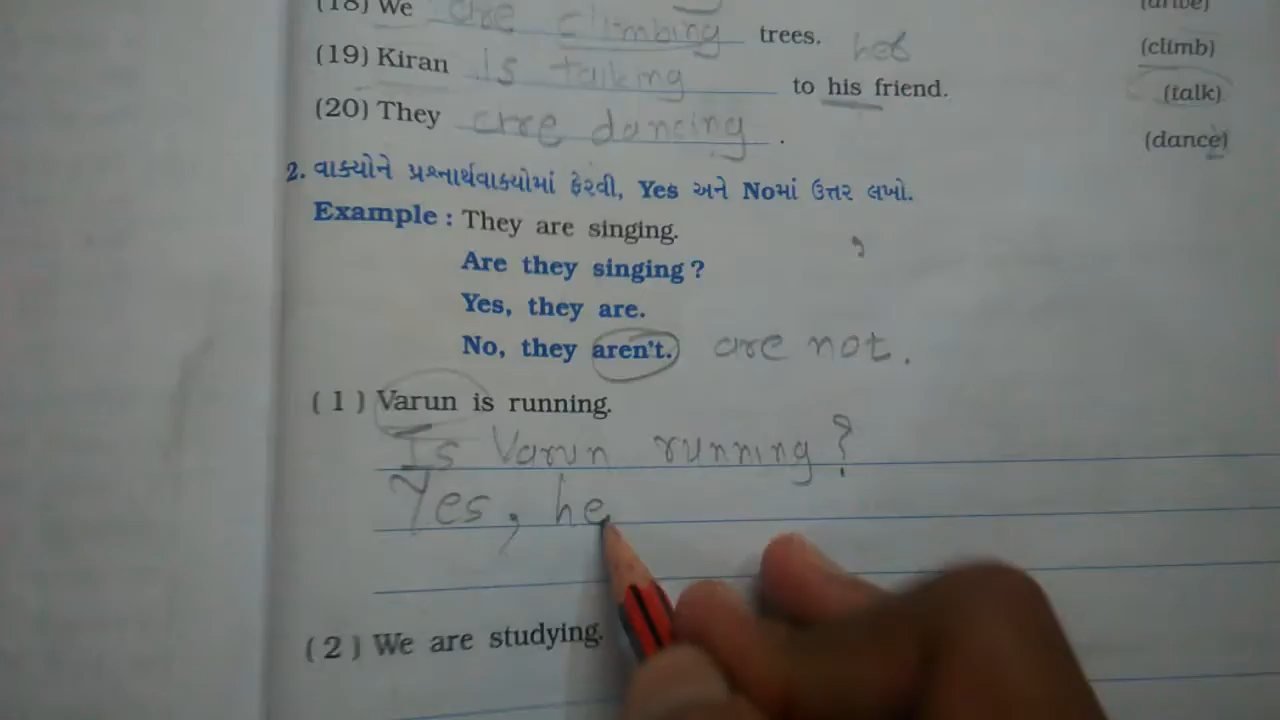 (18) We are climbing trees. (climb)
(19) Kiran is talking to his friend. (talk)
(20) They are dancing. (dance)
2. વાક્યોને પ્રશ્નાર્થવાક્યોમાં ફેરવી, Yes અને Noમાં ઉત્તર લખો.
Example : They are singing.
Are they singing?
Yes, they are.
No, they aren't. are not.
( 1 ) Varun is running.
Is Varun running?
Yes, he
( 2 ) We are studying.